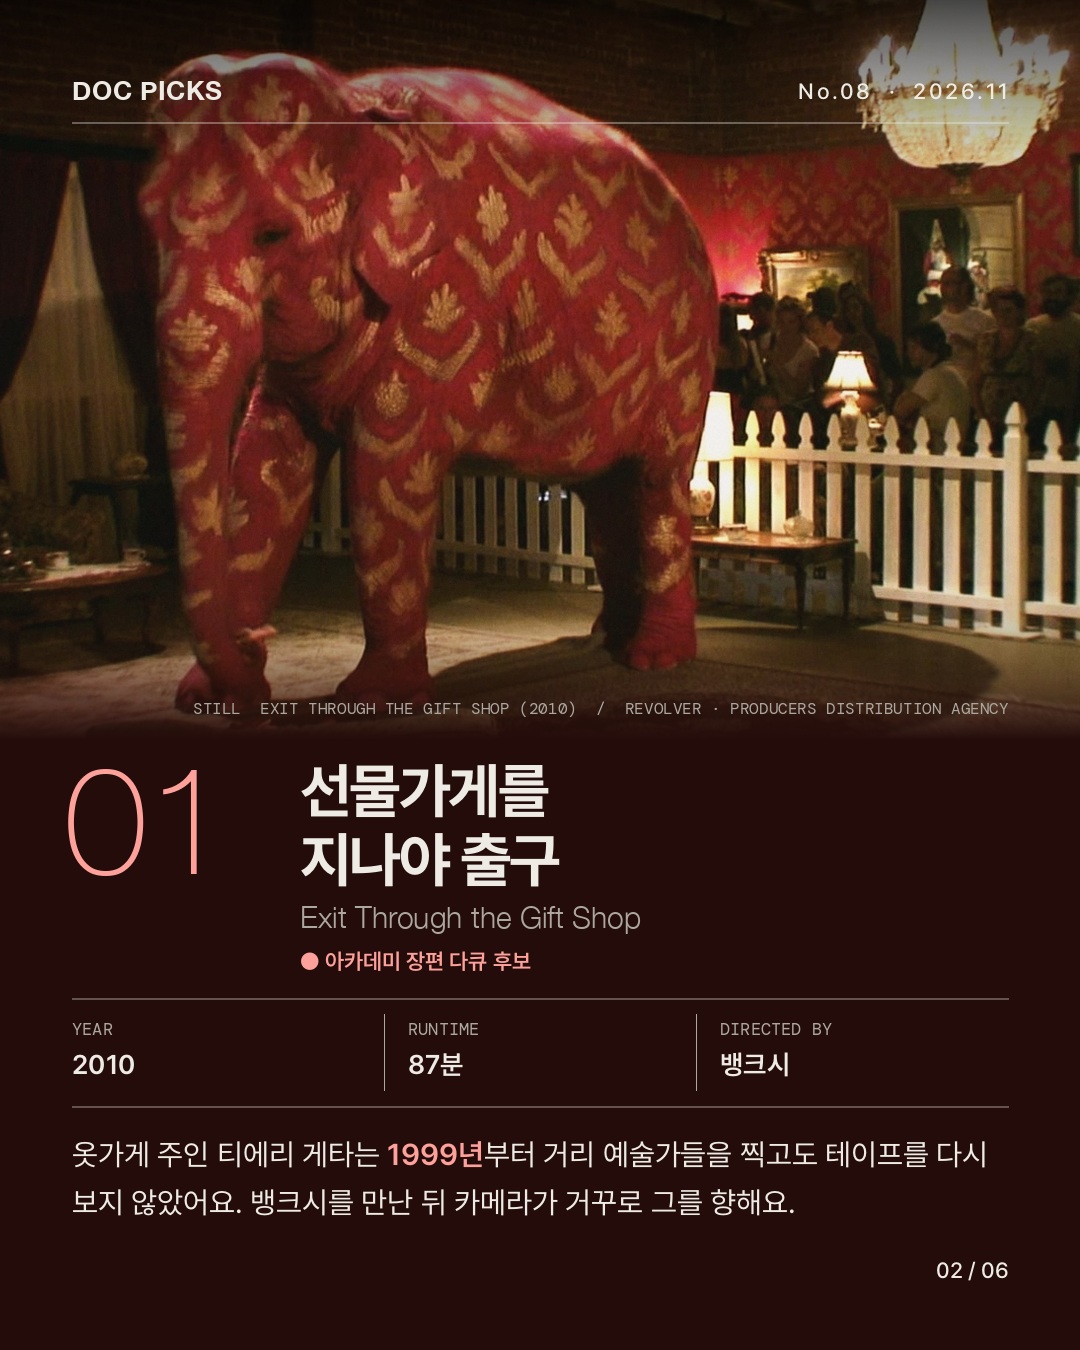 DOC PICKS
No.08 · 2026.11
STILL EXIT THROUGH THE GIFT SHOP (2010) / REVOLVER · PRODUCERS DISTRIBUTION AGENCY
01
선물가게를
지나야 출구
Exit Through the Gift Shop
● 아카데미 장편 다큐 후보
YEAR
2010
RUNTIME
87분
DIRECTED BY
뱅크시
옷가게 주인 티에리 게타는 1999년부터 거리 예술가들을 찍고도 테이프를 다시
보지 않았어요. 뱅크시를 만난 뒤 카메라가 거꾸로 그를 향해요.
02 / 06